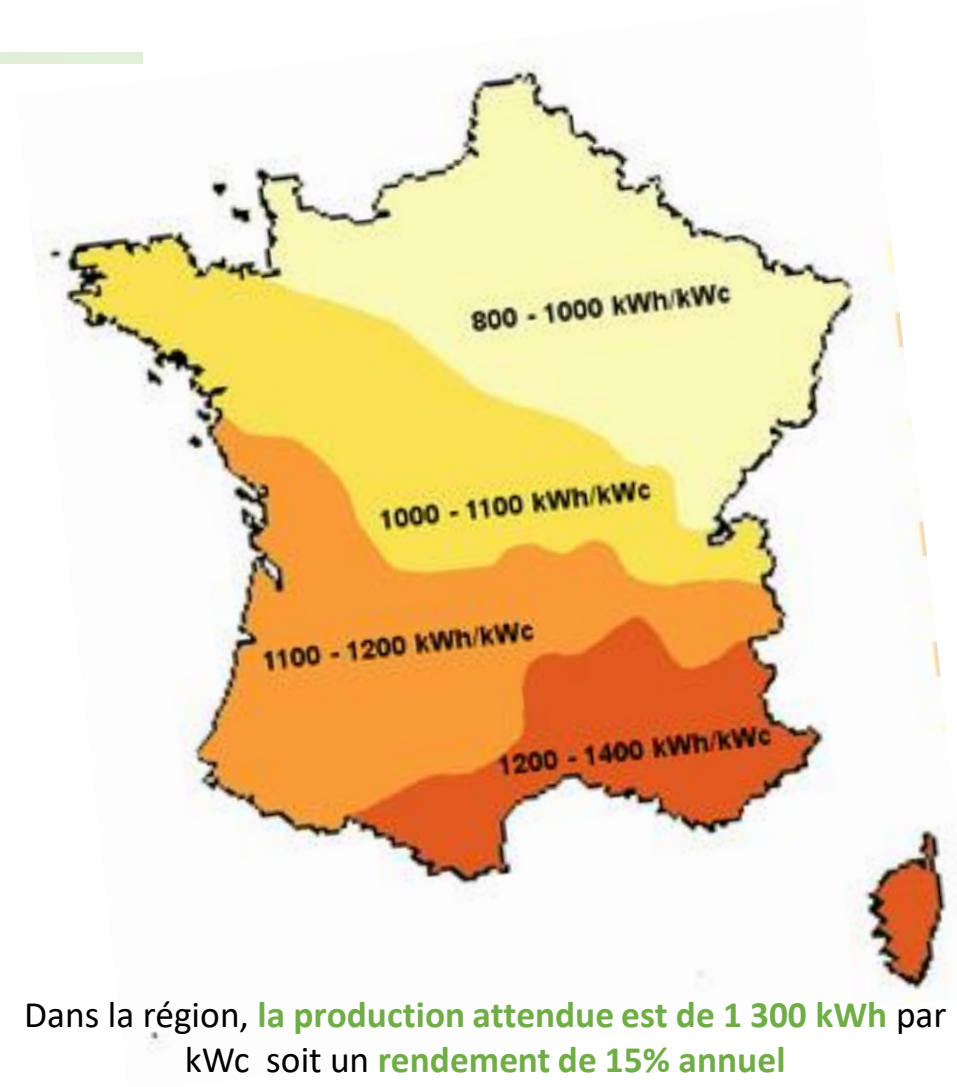 800 - 1000 kWh/kWc
1000 - 1100 kWh/kWc
1100 - 1200 kWh/kWc
1200 - 1400 kWh/kWc
Dans la région, la production attendue est de 1 300 kWh par
kWc soit un rendement de 15% annuel